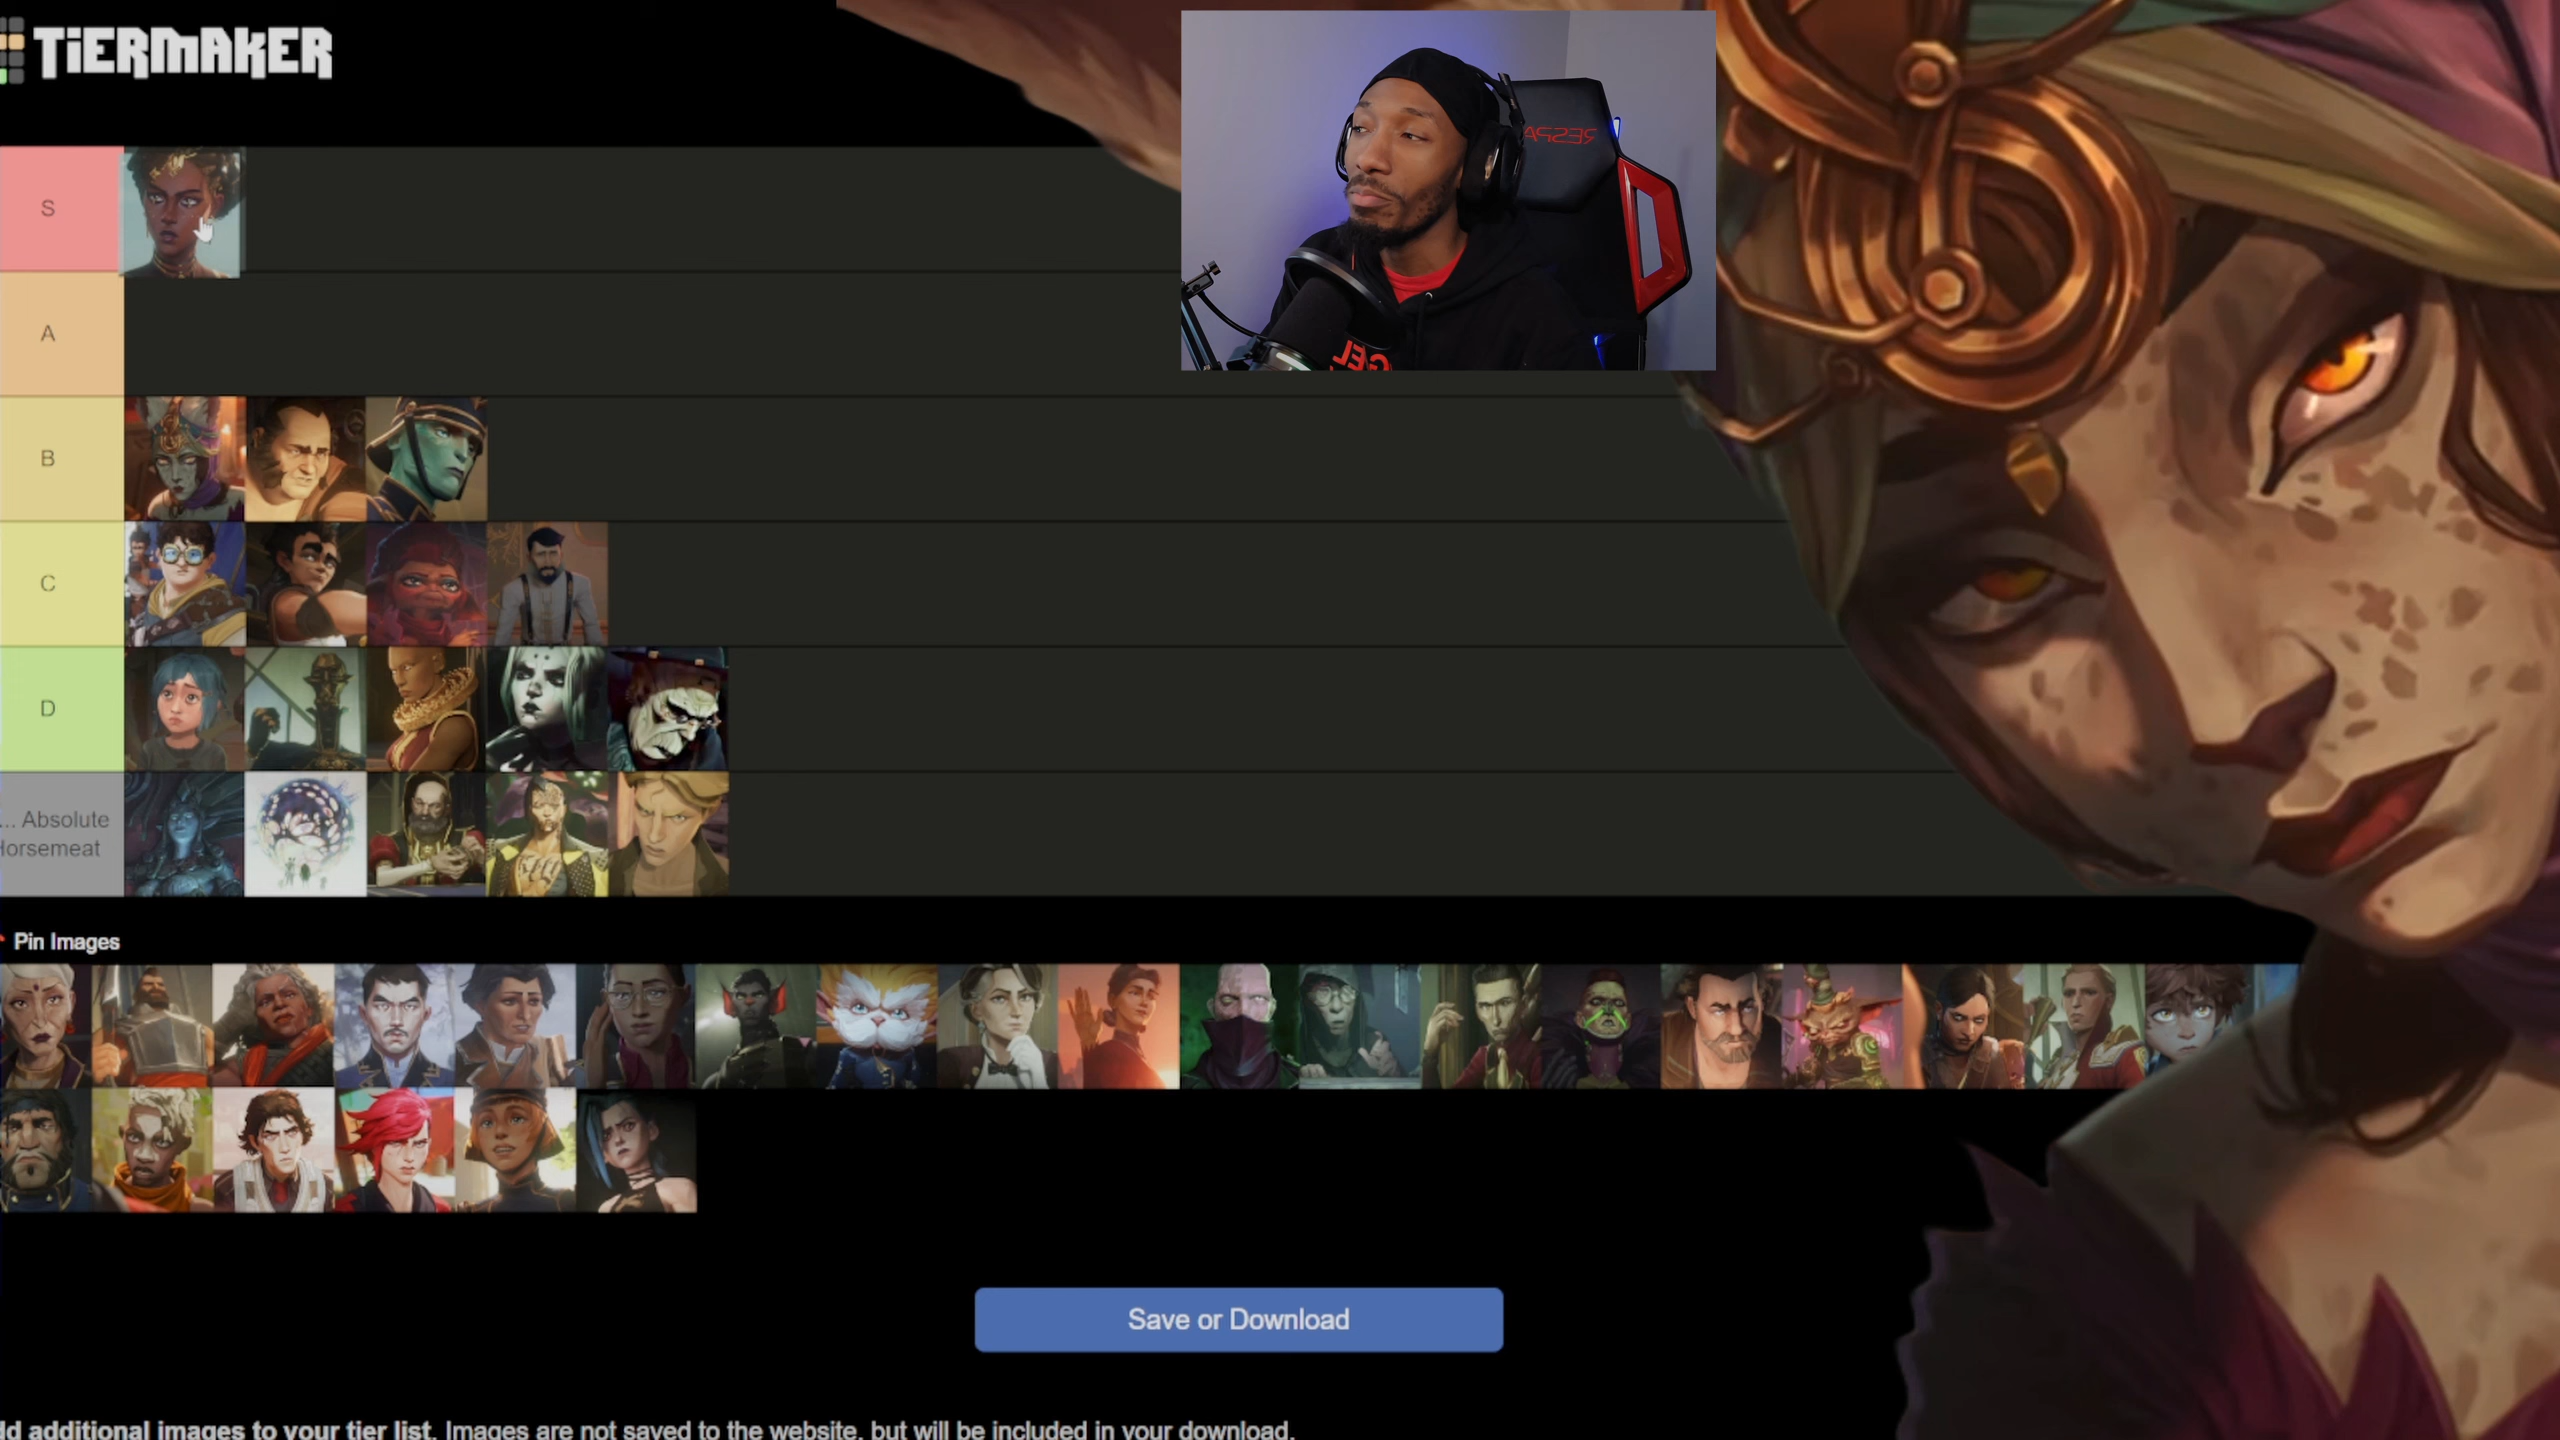 TiERMAKER
S
A
B
C
D
... Absolute
Horsemeat
Pin Images
Save or Download
dd additional images to your tier list. Images are not saved to the website, but will be included in your download.